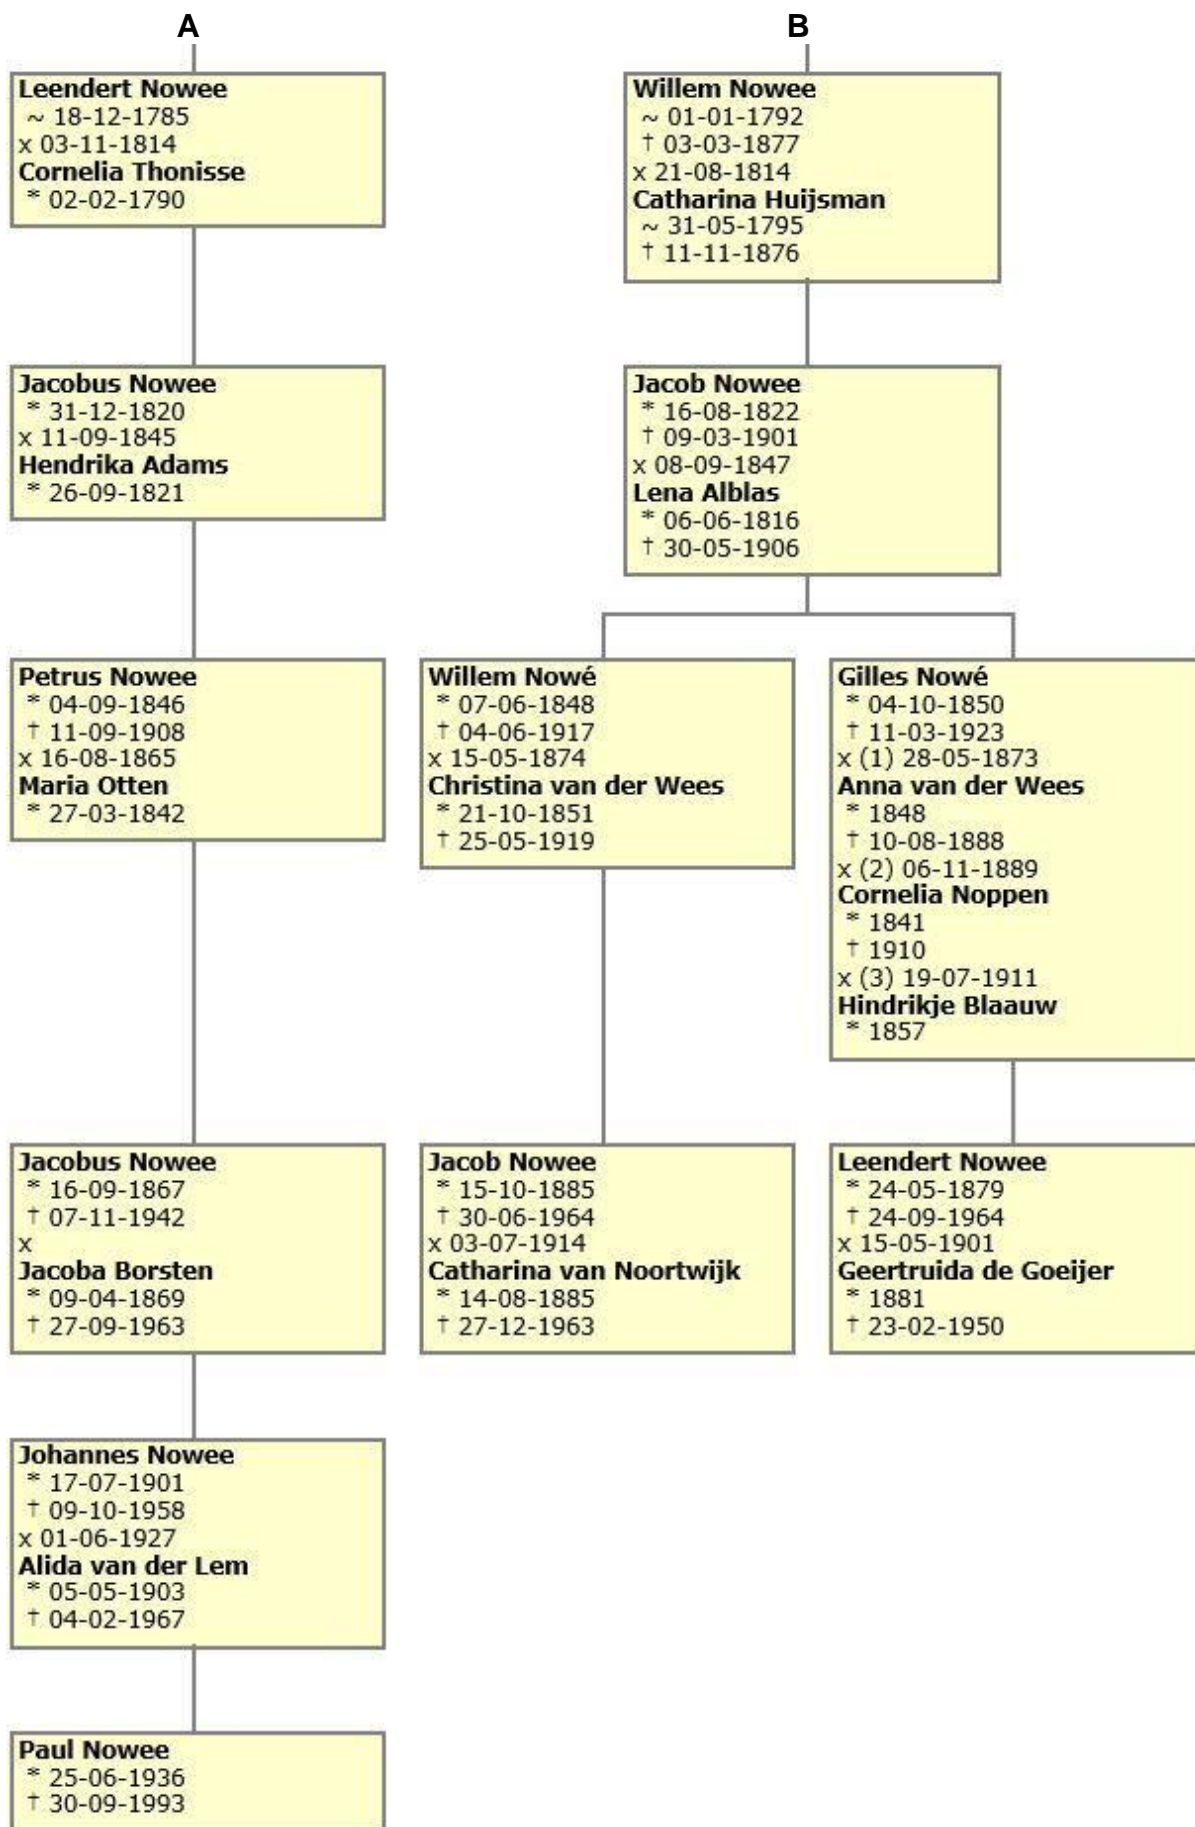 A
Leendert Nowee
~ 18-12-1785
x 03-11-1814
Cornelia Thonisse
* 02-02-1790
Jacobus Nowee
* 31-12-1820
x 11-09-1845
Hendrika Adams
* 26-09-1821
Petrus Nowee
* 04-09-1846
† 11-09-1908
x 16-08-1865
Maria Otten
* 27-03-1842
Jacobus Nowee
* 16-09-1867
† 07-11-1942
x
Jacoba Borsten
* 09-04-1869
† 27-09-1963
Johannes Nowee
* 17-07-1901
† 09-10-1958
x 01-06-1927
Alida van der Lem
* 05-05-1903
† 04-02-1967
Paul Nowee
* 25-06-1936
† 30-09-1993
B
Willem Nowee
~ 01-01-1792
† 03-03-1877
x 21-08-1814
Catharina Huijsman
~ 31-05-1795
† 11-11-1876
Jacob Nowee
* 16-08-1822
† 09-03-1901
x 08-09-1847
Lena Alblas
* 06-06-1816
† 30-05-1906
Willem Nowé
* 07-06-1848
† 04-06-1917
x 15-05-1874
Christina van der Wees
* 21-10-1851
† 25-05-1919
Jacob Nowee
* 15-10-1885
† 30-06-1964
x 03-07-1914
Catharina van Noortwijk
* 14-08-1885
† 27-12-1963
Gilles Nowé
* 04-10-1850
† 11-03-1923
x (1) 28-05-1873
Anna van der Wees
* 1848
† 10-08-1888
x (2) 06-11-1889
Cornelia Noppen
* 1841
† 1910
x (3) 19-07-1911
Hindrikje Blaauw
* 1857
Leendert Nowee
* 24-05-1879
† 24-09-1964
x 15-05-1901
Geertruida de Goeijer
* 1881
† 23-02-1950